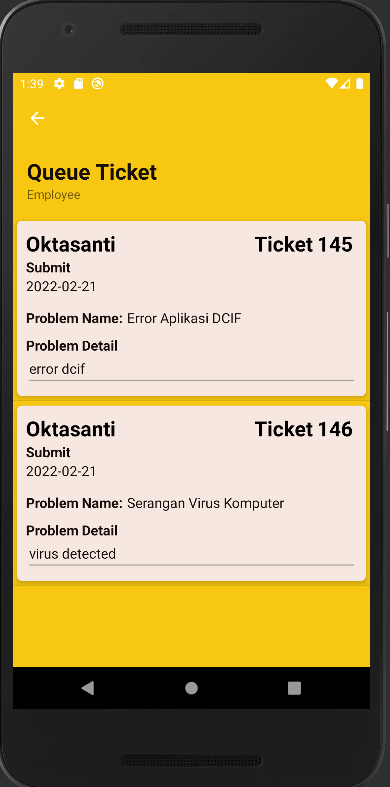 1:39
Queue Ticket
Employee
Oktasanti Ticket 145
Submit
2022-02-21
Problem Name: Error Aplikasi DCIF
Problem Detail
error dcif
Oktasanti Ticket 146
Submit
2022-02-21
Problem Name: Serangan Virus Komputer
Problem Detail
virus detected